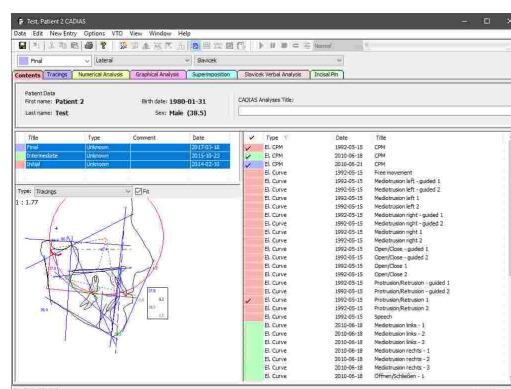 Test, Patient 2 CADIAS
Data Edit New Entry Options VTO View Window Help
Normal
Final Lateral Slavicek
Contents Tracings Numerical Analysis Graphical Analysis Superimposition Slavicek Verbal Analysis Incisal Pin
Patient Data
First name: Patient 2 Birth date: 1980-01-31 CADIAS Analyses Title:
Last name: Test Sex: Male (38.5)
Title Type Comment Date
Final Unknown 2017-03-18
Intermediate Unknown 2015-10-23
Initial Unknown 2014-02-10
Type: Tracings Fit
1 : 1.77
Type Date Title
El. CPM 1992-05-15 CPM
El. CPM 2010-06-18 CPM
El. CPM 2010-06-21 CPM
El. Curve 1992-05-15 Free movement
El. Curve 1992-05-15 Mediotrusion left - guided 1
El. Curve 1992-05-15 Mediotrusion left - guided 2
El. Curve 1992-05-15 Mediotrusion left 1
El. Curve 1992-05-15 Mediotrusion left 2
El. Curve 1992-05-15 Mediotrusion right - guided 1
El. Curve 1992-05-15 Mediotrusion right - guided 2
El. Curve 1992-05-15 Mediotrusion right 1
El. Curve 1992-05-15 Mediotrusion right 2
El. Curve 1992-05-15 Open/Close - guided 1
El. Curve 1992-05-15 Open/Close - guided 2
El. Curve 1992-05-15 Open/Close 1
El. Curve 1992-05-15 Open/Close 2
El. Curve 1992-05-15 Protrusion/Retrusion - guided 1
El. Curve 1992-05-15 Protrusion/Retrusion - guided 2
El. Curve 1992-05-15 Protrusion/Retrusion 1
El. Curve 1992-05-15 Protrusion/Retrusion 2
El. Curve 1992-05-15 Speech
El. Curve 2010-06-18 Mediotrusion links - 1
El. Curve 2010-06-18 Mediotrusion links - 2
El. Curve 2010-06-18 Mediotrusion links - 3
El. Curve 2010-06-18 Mediotrusion rechts - 1
El. Curve 2010-06-18 Mediotrusion rechts - 2
El. Curve 2010-06-18 Mediotrusion rechts - 3
El. Curve 2010-06-18 Öffnen/Schließen - 1